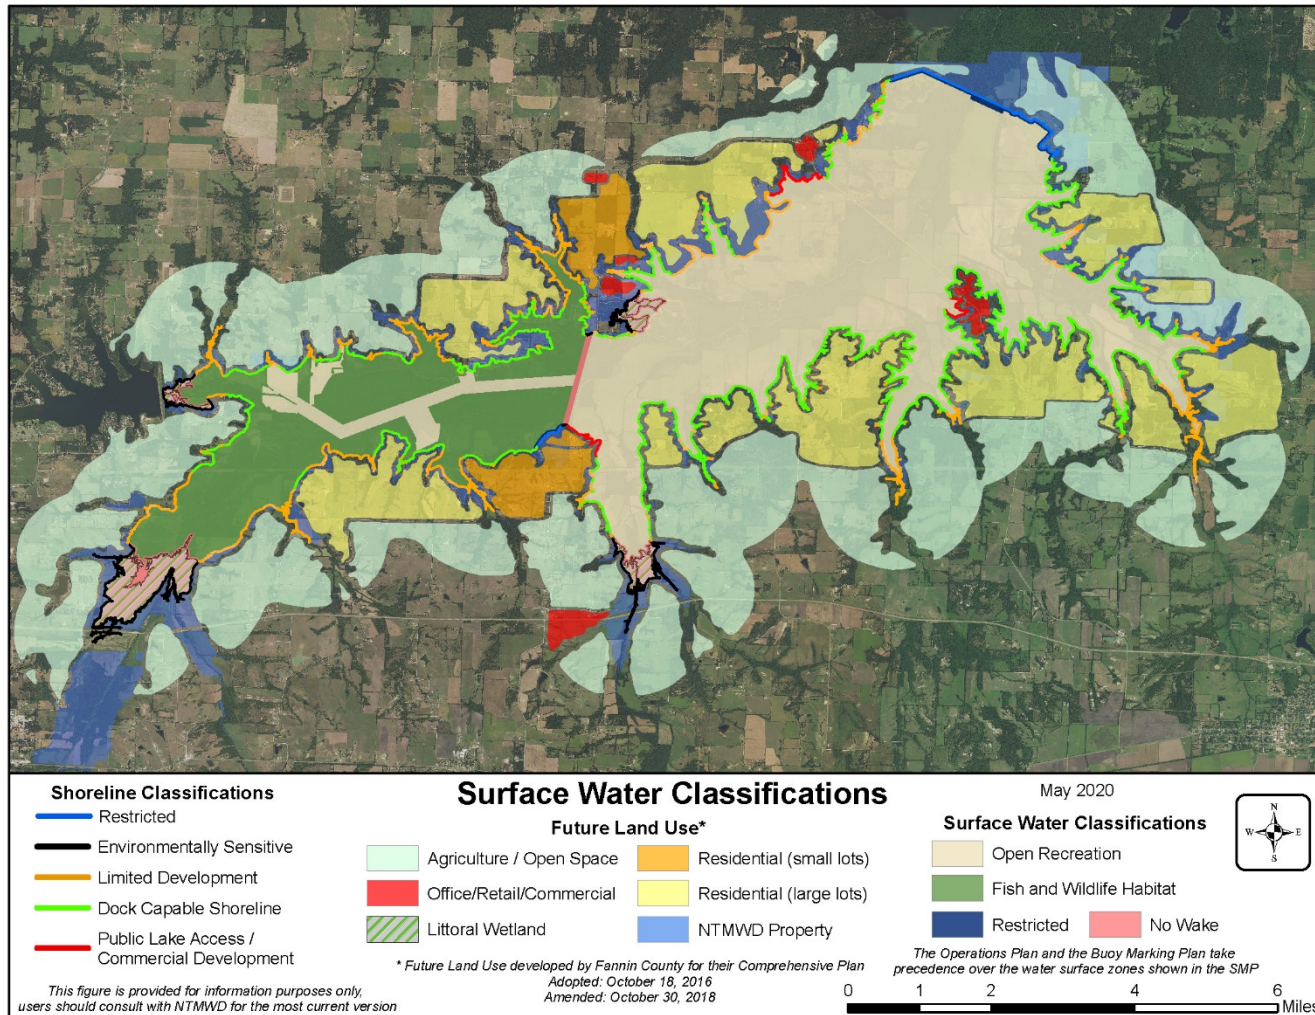 Shoreline Classifications
Restricted
Environmentally Sensitive
Limited Development
Dock Capable Shoreline
Public Lake Access /
Commercial Development
This figure is provided for information purposes only,
users should consult with NTMWD for the most current version
Surface Water Classifications
Future Land Use*
Agriculture / Open Space
Office/Retail/Commercial
Littoral Wetland
Residential (small lots)
Residential (large lots)
NTMWD Property
* Future Land Use developed by Fannin County for their Comprehensive Plan
Adopted: October 18, 2016
Amended: October 30, 2018
May 2020
Surface Water Classifications
Open Recreation
Fish and Wildlife Habitat
Restricted
No Wake
N
W E
S
The Operations Plan and the Buoy Marking Plan take
precedence over the water surface zones shown in the SMP
0 1 2 4 6
Miles